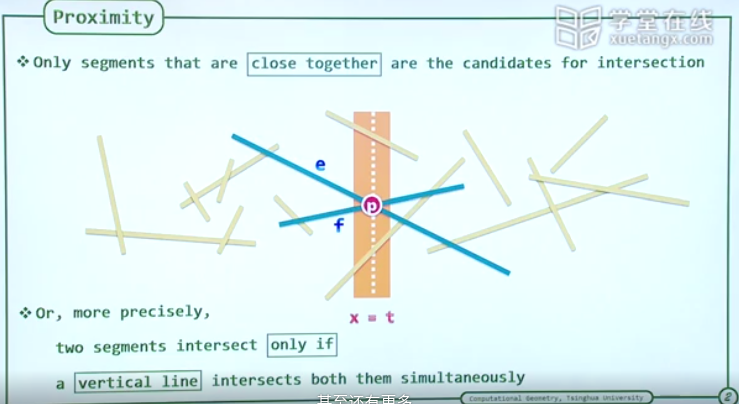 Proximity
学堂在线
xuetangx.com
❖Only segments that are close together are the candidates for intersection
e
p
f
x = t
❖Or, more precisely,
two segments intersect only if
a vertical line intersects both them simultaneously
甚至还有更多
Computational Geometry, Tsinghua University
2